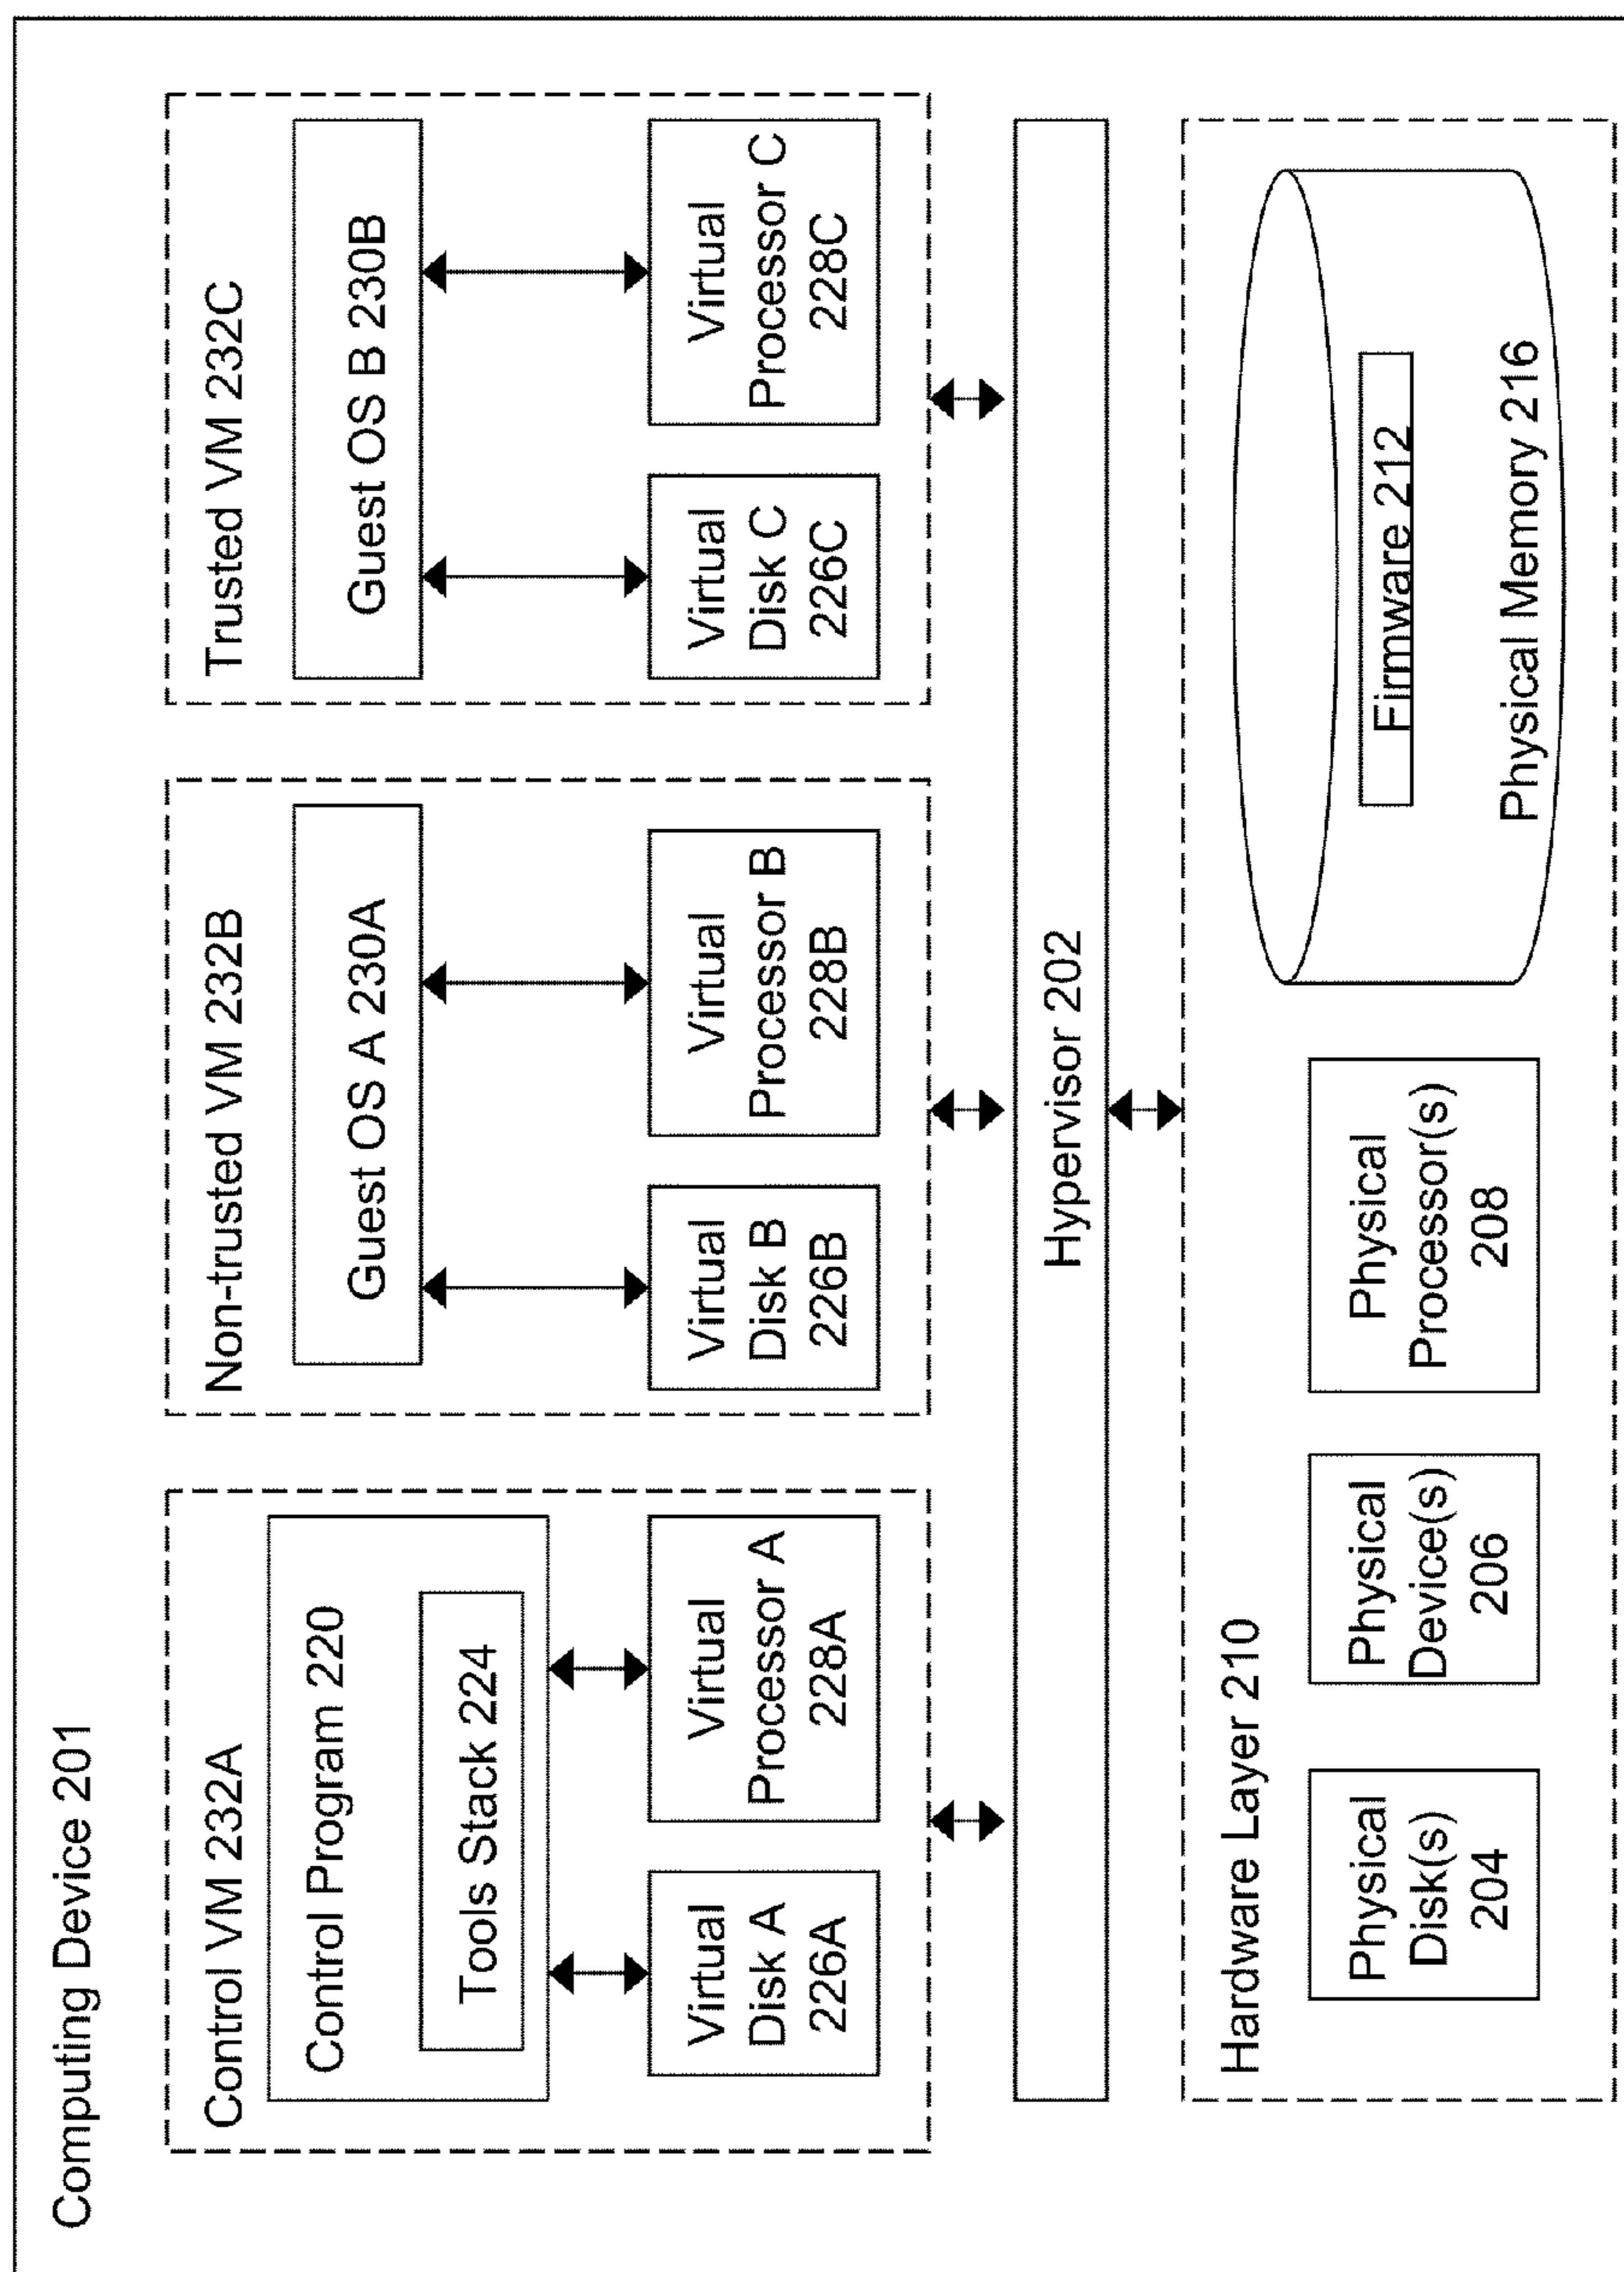 Computing Device 201
Control VM 232A
Control Program 220
Tools Stack 224
Virtual
Disk A
226A
Virtual
Processor A
228A
Non-trusted VM 232B
Guest OS A 230A
Virtual
Disk B
226B
Virtual
Processor B
228B
Trusted VM 232C
Guest OS B 230B
Virtual
Disk C
226C
Virtual
Processor C
228C
Hypervisor 202
Hardware Layer 210
Physical
Disk(s)
204
Physical
Device(s)
206
Physical
Processor(s)
208
Firmware 212
Physical Memory 216